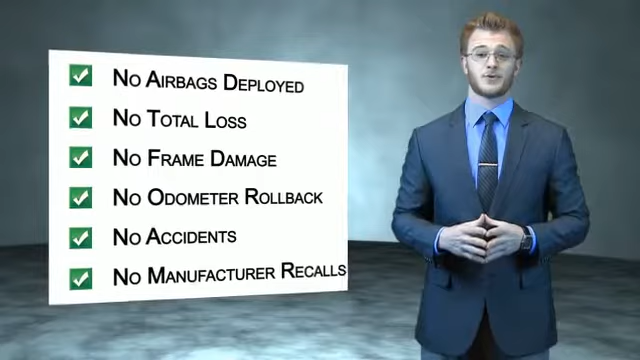 No Airbags Deployed
No Total Loss
No Frame Damage
No Odometer Rollback
No Accidents
No Manufacturer Recalls